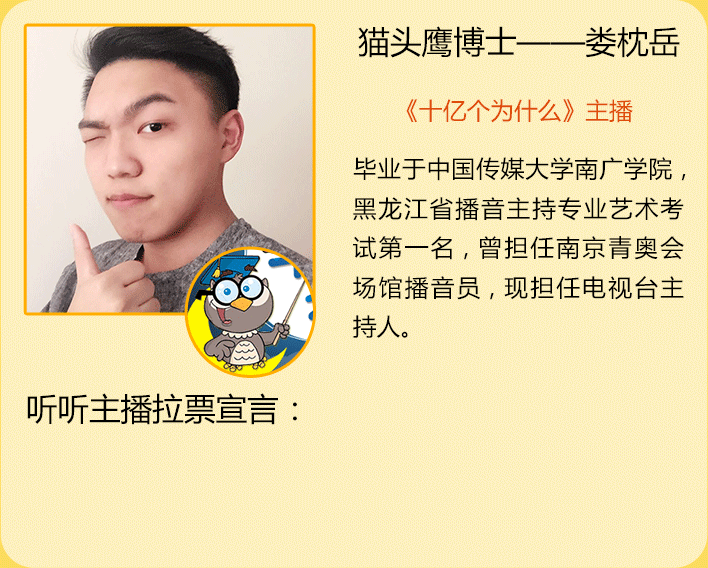 猫头鹰博士——娄枕岳
《十亿个为什么》主播
毕业于中国传媒大学南广学院，
黑龙江省播音主持专业艺术考
试第一名，曾担任南京青奥会
场馆播音员，现担任电视台主
持人。
听听主播拉票宣言：